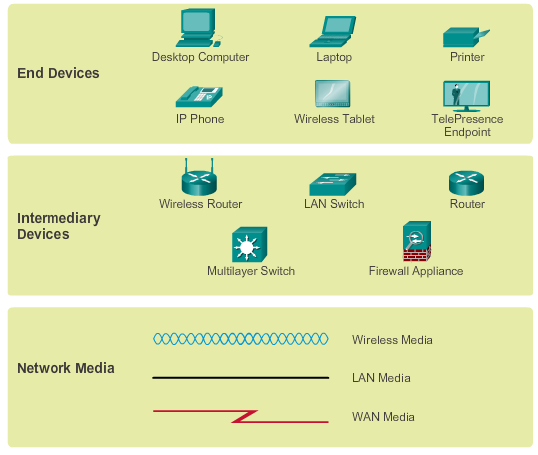 End Devices
Desktop Computer
Laptop
Printer
IP Phone
Wireless Tablet
TelePresence
Endpoint
Intermediary
Devices
Wireless Router
LAN Switch
Router
Multilayer Switch
Firewall Appliance
Network Media
Wireless Media
LAN Media
WAN Media